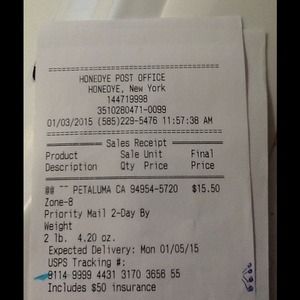 HONEOYE POST OFFICE
HONEOYE, New York
144719998
3510280471-0099
01/03/2015 (585)229-5476 11:57:38 AM
Sales Receipt
Product Sale Unit Final
Description Qty Price Price
## ~~ PETALUMA CA 94954-5720 $15.50
Zone-8
Priority Mail 2-Day By
Weight
2 lb. 4.20 oz.
Expected Delivery: Mon 01/05/15
USPS Tracking #:
9114 9999 4431 3170 3656 55
Includes $50 insurance